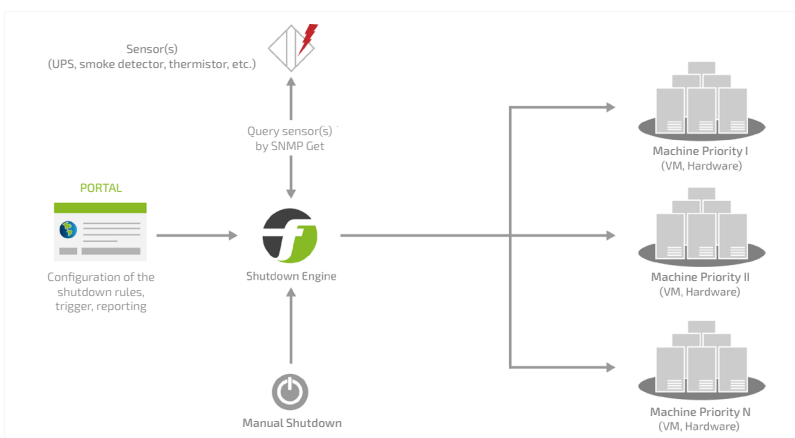 Sensor(s)
(UPS, smoke detector, thermistor, etc.)
Query sensor(s)
by SNMP Get
PORTAL
Configuration of the
shutdown rules,
trigger, reporting
Shutdown Engine
Manual Shutdown
Machine Priority I
(VM, Hardware)
Machine Priority II
(VM, Hardware)
Machine Priority N
(VM, Hardware)